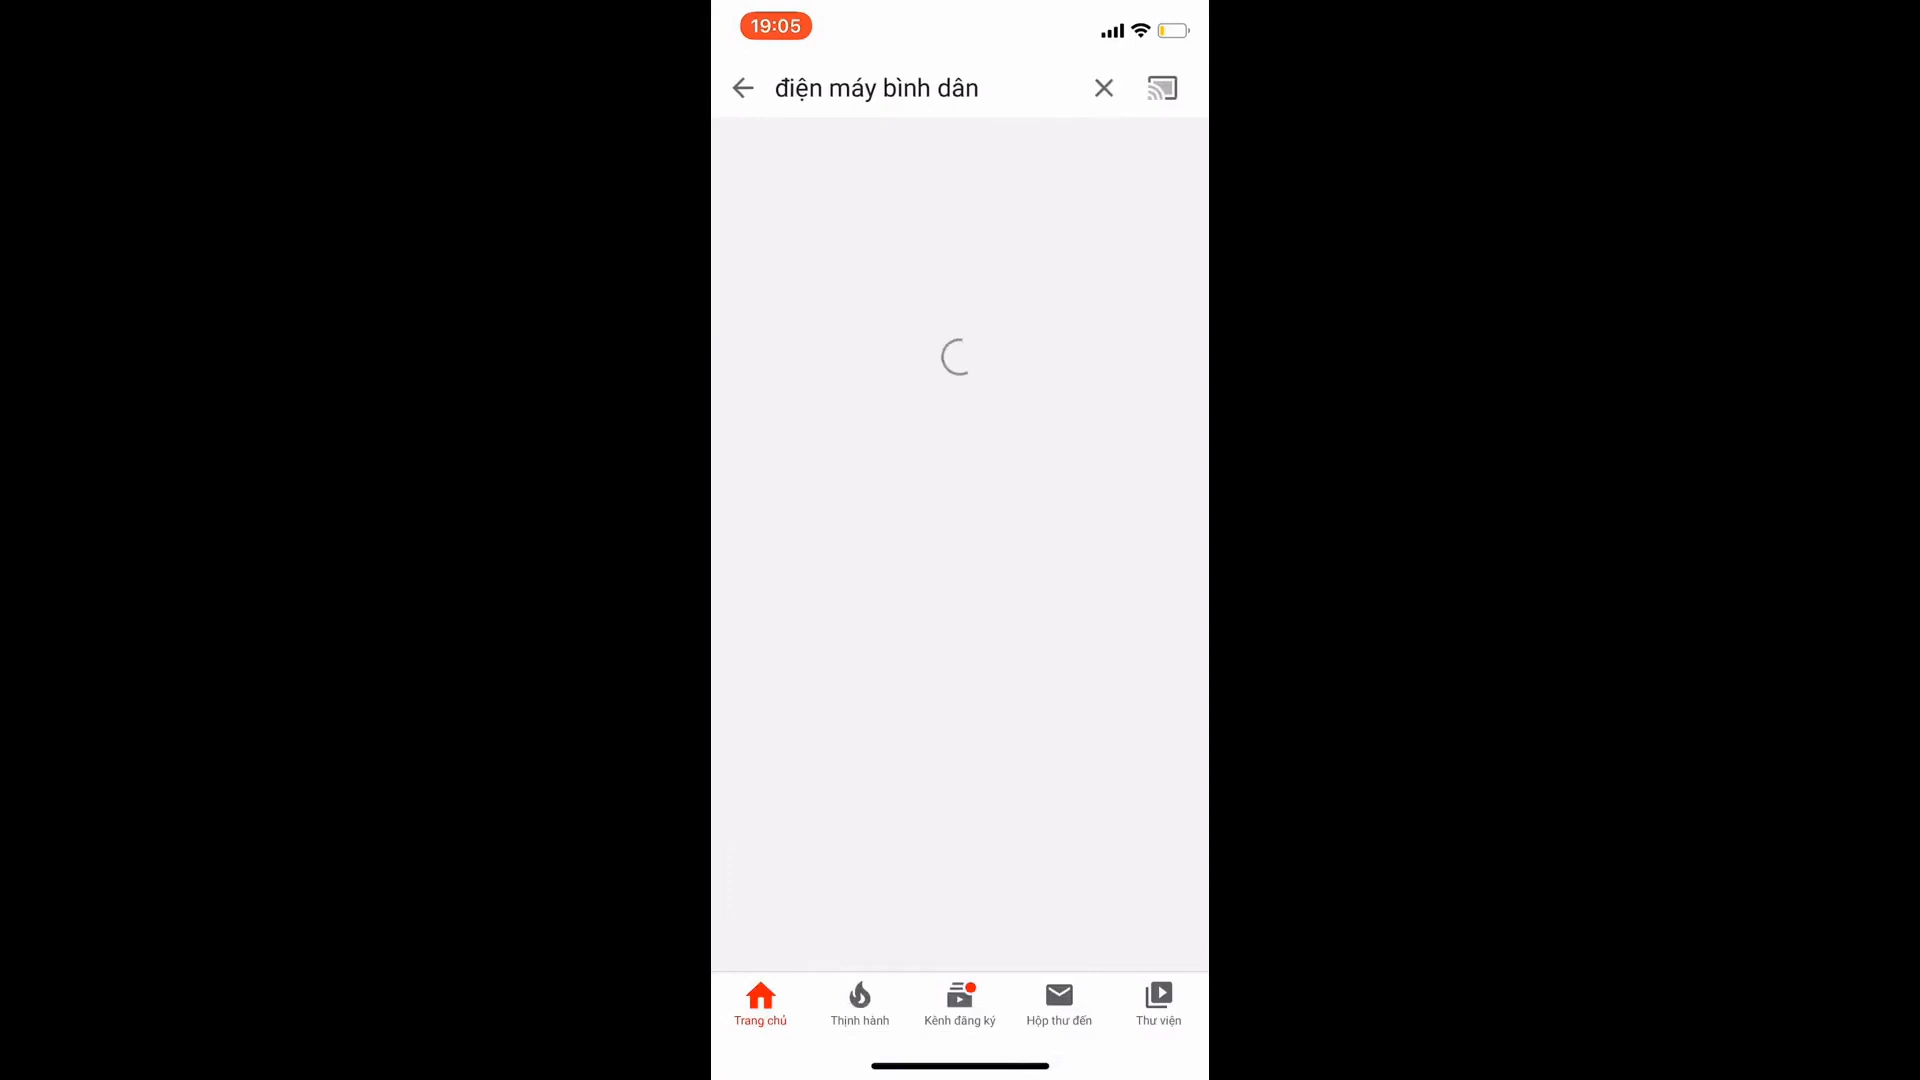 19:05
điện máy bình dân
Trang chủ
Thịnh hành
Kênh đăng ký
Hộp thư đến
Thư viện